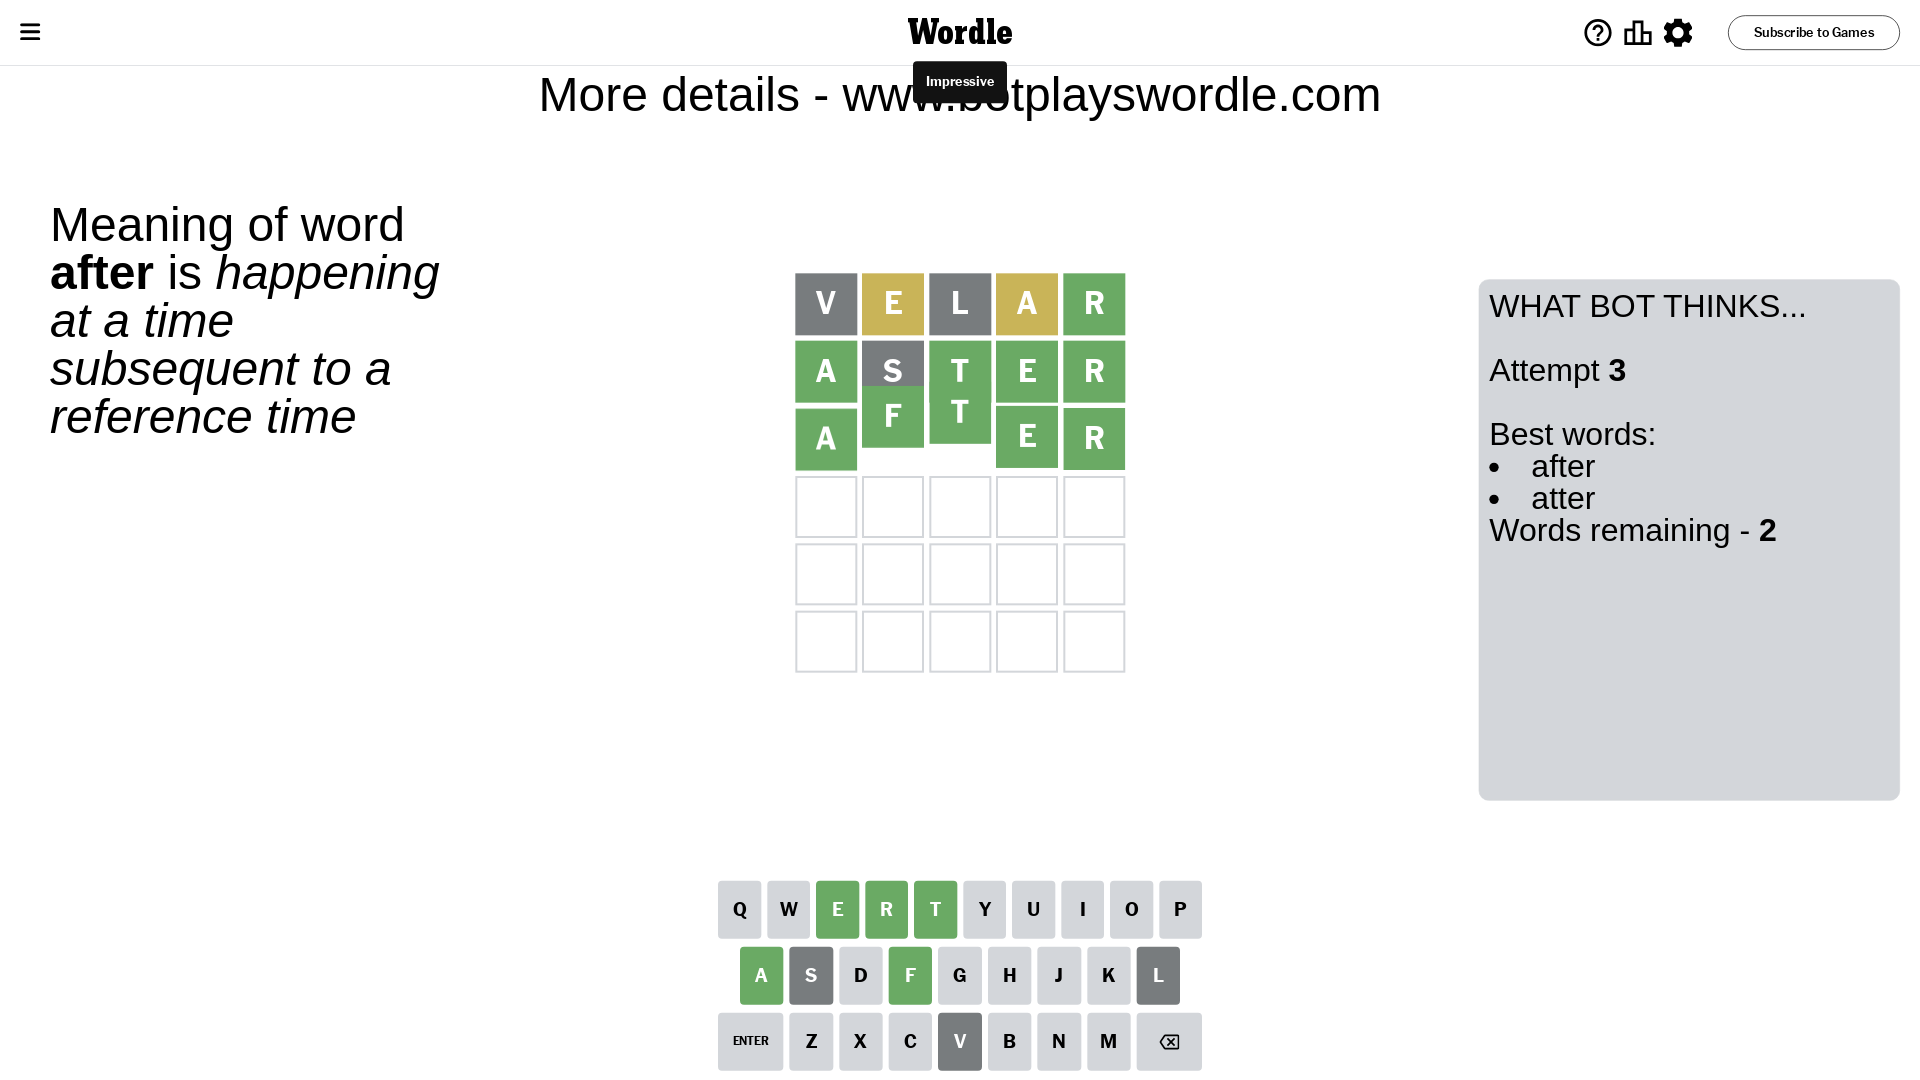 Wordle
Subscribe to Games
Impressive
More details - www.botplayswordle.com
Meaning of word
after is happening
at a time
subsequent to a
reference time
V E L A R
A S T E R
A F T E R
WHAT BOT THINKS...
Attempt 3
Best words:
• after
• atter
Words remaining - 2
Q W E R T Y U I O P
A S D F G H J K L
ENTER Z X C V B N M